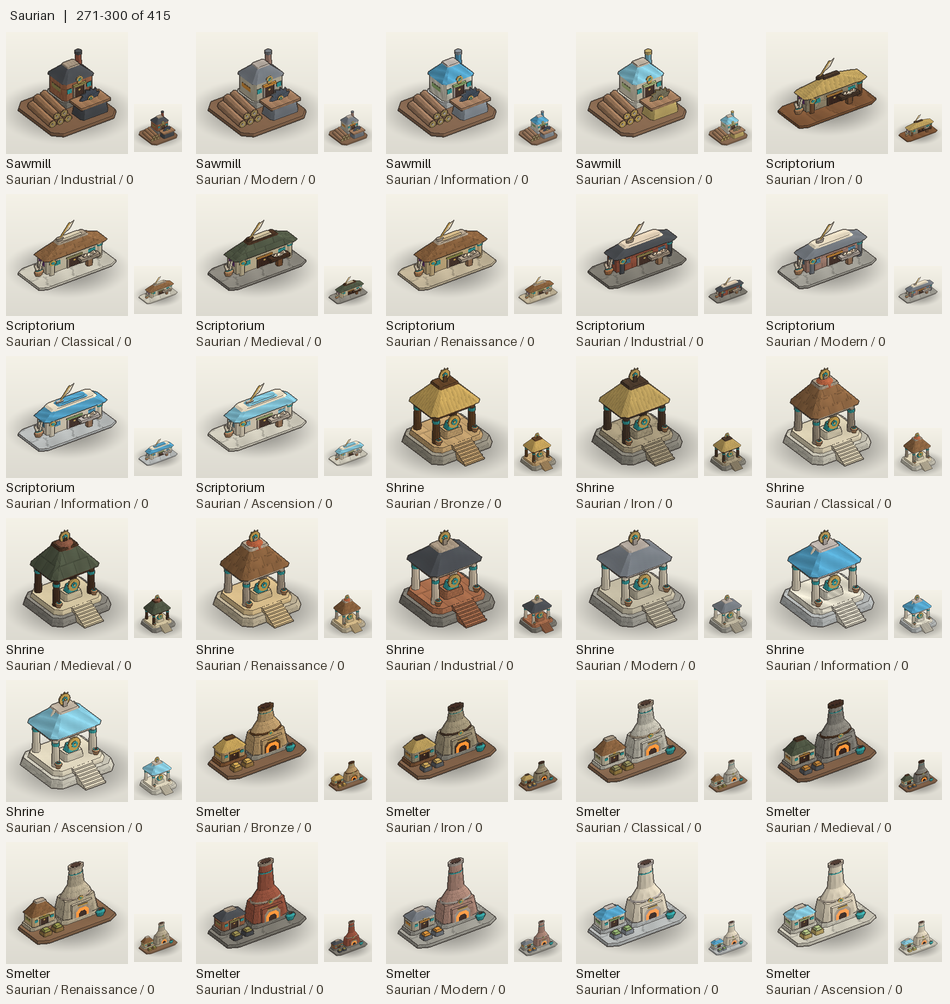 Saurian | 271-300 of 415
Sawmill
Saurian / Industrial / 0
Sawmill
Saurian / Modern / 0
Sawmill
Saurian / Information / 0
Sawmill
Saurian / Ascension / 0
Scriptorium
Saurian / Iron / 0
Scriptorium
Saurian / Classical / 0
Scriptorium
Saurian / Medieval / 0
Scriptorium
Saurian / Renaissance / 0
Scriptorium
Saurian / Industrial / 0
Scriptorium
Saurian / Modern / 0
Scriptorium
Saurian / Information / 0
Scriptorium
Saurian / Ascension / 0
Shrine
Saurian / Bronze / 0
Shrine
Saurian / Iron / 0
Shrine
Saurian / Classical / 0
Shrine
Saurian / Medieval / 0
Shrine
Saurian / Renaissance / 0
Shrine
Saurian / Industrial / 0
Shrine
Saurian / Modern / 0
Shrine
Saurian / Information / 0
Shrine
Saurian / Ascension / 0
Smelter
Saurian / Bronze / 0
Smelter
Saurian / Iron / 0
Smelter
Saurian / Classical / 0
Smelter
Saurian / Medieval / 0
Smelter
Saurian / Renaissance / 0
Smelter
Saurian / Industrial / 0
Smelter
Saurian / Modern / 0
Smelter
Saurian / Information / 0
Smelter
Saurian / Ascension / 0